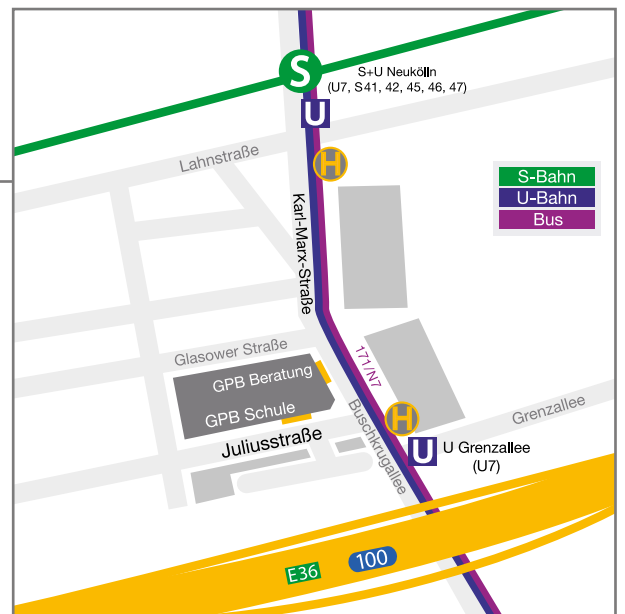 S
S+U Neukölln
(U7, S41, 42, 45, 46, 47)
U
Lahnstraße
H
S-Bahn
U-Bahn
Bus
Karl-Marx-Straße
Glasower Straße
171/N7
GPB Beratung
GPB Schule
Juliusstraße
Buschkrugallee
H
Grenzallee
U
U Grenzallee
(U7)
E36
100